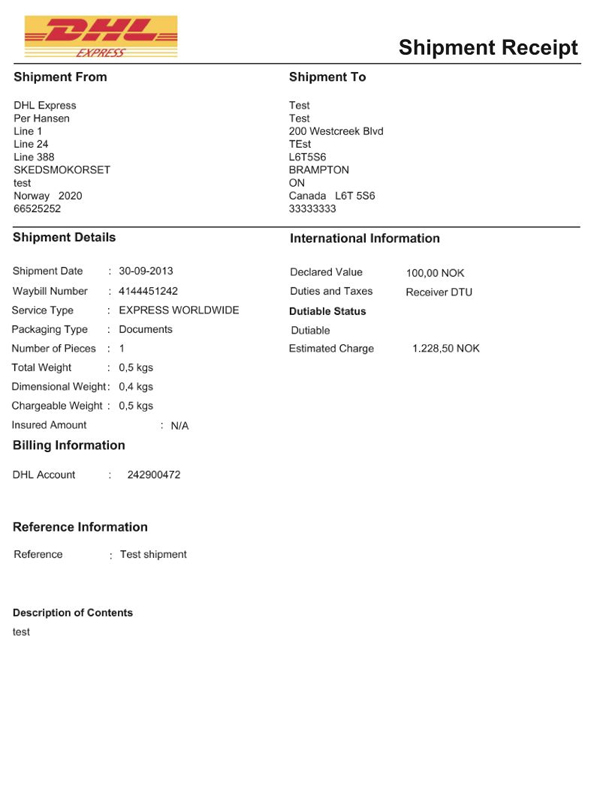 DHL
EXPRESS
Shipment Receipt
Shipment From
DHL Express
Per Hansen
Line 1
Line 24
Line 388
SKEDSMOKORSET
test
Norway 2020
66525252
Shipment To
Test
Test
200 Westcreek Blvd
TEst
L6T5S6
BRAMPTON
ON
Canada L6T 5S6
33333333
Shipment Details
Shipment Date : 30-09-2013
Waybill Number : 4144451242
Service Type : EXPRESS WORLDWIDE
Packaging Type : Documents
Number of Pieces : 1
Total Weight : 0,5 kgs
Dimensional Weight: 0,4 kgs
Chargeable Weight : 0,5 kgs
Insured Amount : N/A
International Information
Declared Value 100,00 NOK
Duties and Taxes Receiver DTU
Dutiable Status
Dutiable
Estimated Charge 1.228,50 NOK
Billing Information
DHL Account : 242900472
Reference Information
Reference : Test shipment
Description of Contents
test